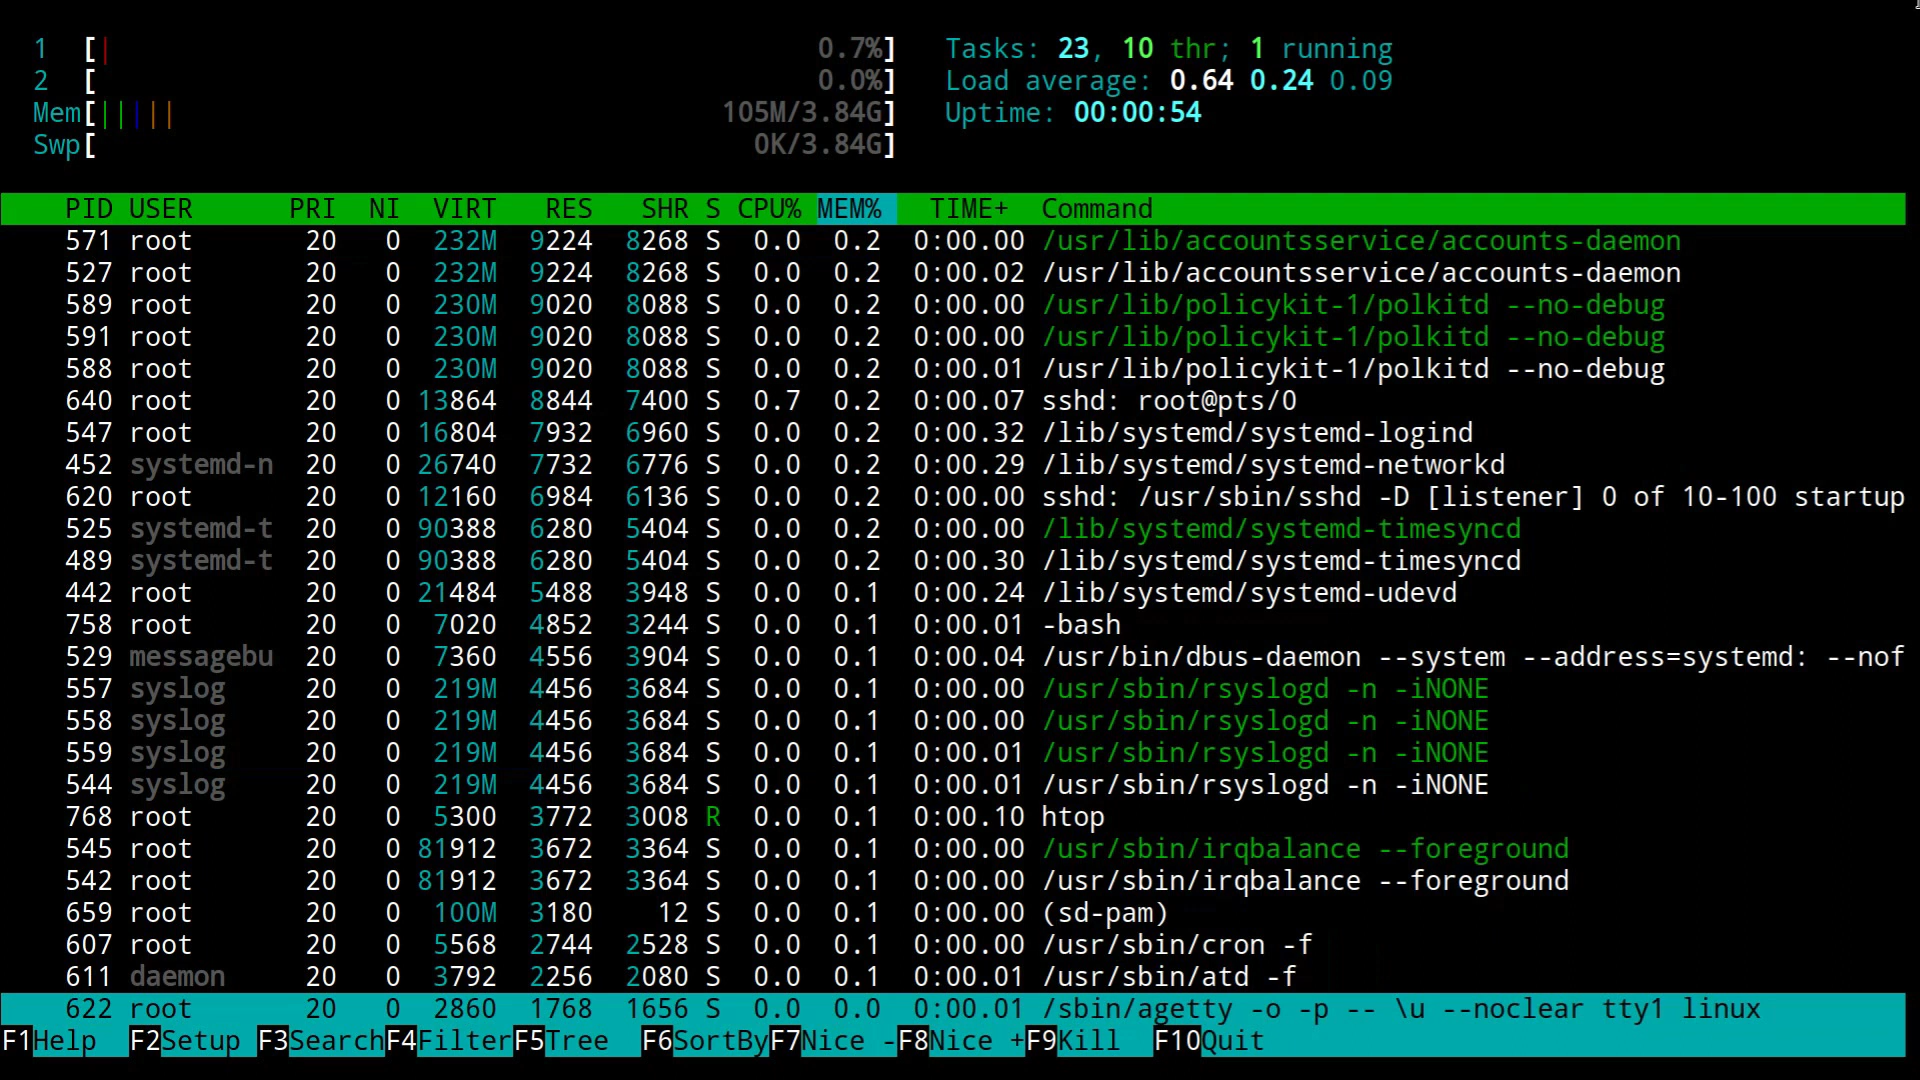 1 [| 0.7%] Tasks: 23, 10 thr; 1 running
2 [ 0.0%] Load average: 0.64 0.24 0.09
Mem[||||| 105M/3.84G] Uptime: 00:00:54
Swp[ 0K/3.84G]
PID USER PRI NI VIRT RES SHR S CPU% MEM% TIME+ Command
571 root 20 0 232M 9224 8268 S 0.0 0.2 0:00.00 /usr/lib/accountsservice/accounts-daemon
527 root 20 0 232M 9224 8268 S 0.0 0.2 0:00.02 /usr/lib/accountsservice/accounts-daemon
589 root 20 0 230M 9020 8088 S 0.0 0.2 0:00.00 /usr/lib/policykit-1/polkitd --no-debug
591 root 20 0 230M 9020 8088 S 0.0 0.2 0:00.00 /usr/lib/policykit-1/polkitd --no-debug
588 root 20 0 230M 9020 8088 S 0.0 0.2 0:00.01 /usr/lib/policykit-1/polkitd --no-debug
640 root 20 0 13864 8844 7400 S 0.7 0.2 0:00.07 sshd: root@pts/0
547 root 20 0 16804 7932 6960 S 0.0 0.2 0:00.32 /lib/systemd/systemd-logind
452 systemd-n 20 0 26740 7732 6776 S 0.0 0.2 0:00.29 /lib/systemd/systemd-networkd
620 root 20 0 12160 6984 6136 S 0.0 0.2 0:00.00 sshd: /usr/sbin/sshd -D [listener] 0 of 10-100 startup
525 systemd-t 20 0 90388 6280 5404 S 0.0 0.2 0:00.00 /lib/systemd/systemd-timesyncd
489 systemd-t 20 0 90388 6280 5404 S 0.0 0.2 0:00.30 /lib/systemd/systemd-timesyncd
442 root 20 0 21484 5488 3948 S 0.0 0.1 0:00.24 /lib/systemd/systemd-udevd
758 root 20 0 7020 4852 3244 S 0.0 0.1 0:00.01 -bash
529 messagebu 20 0 7360 4556 3904 S 0.0 0.1 0:00.04 /usr/bin/dbus-daemon --system --address=systemd: --nof
557 syslog 20 0 219M 4456 3684 S 0.0 0.1 0:00.00 /usr/sbin/rsyslogd -n -iNONE
558 syslog 20 0 219M 4456 3684 S 0.0 0.1 0:00.00 /usr/sbin/rsyslogd -n -iNONE
559 syslog 20 0 219M 4456 3684 S 0.0 0.1 0:00.01 /usr/sbin/rsyslogd -n -iNONE
544 syslog 20 0 219M 4456 3684 S 0.0 0.1 0:00.01 /usr/sbin/rsyslogd -n -iNONE
768 root 20 0 5300 3772 3008 R 0.0 0.1 0:00.10 htop
545 root 20 0 81912 3672 3364 S 0.0 0.1 0:00.00 /usr/sbin/irqbalance --foreground
542 root 20 0 81912 3672 3364 S 0.0 0.1 0:00.00 /usr/sbin/irqbalance --foreground
659 root 20 0 100M 3180 12 S 0.0 0.1 0:00.00 (sd-pam)
607 root 20 0 5568 2744 2528 S 0.0 0.1 0:00.00 /usr/sbin/cron -f
611 daemon 20 0 3792 2256 2080 S 0.0 0.1 0:00.01 /usr/sbin/atd -f
622 root 20 0 2860 1768 1656 S 0.0 0.0 0:00.01 /sbin/agetty -o -p -- \u --noclear tty1 linux
F1Help F2Setup F3SearchF4FilterF5Tree F6SortByF7Nice -F8Nice +F9Kill F10Quit